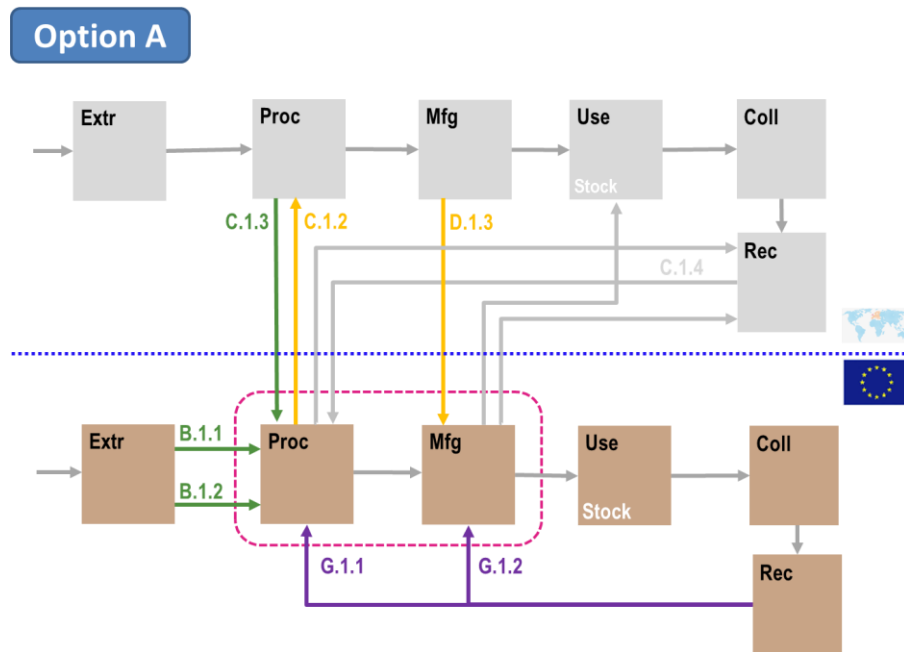 Option A
Extr
Proc
Mfg
Use
Coll
Stock
C.1.3
C.1.2
D.1.3
Rec
C.1.4
Extr
B.1.1
B.1.2
Proc
Mfg
Use
Stock
Coll
G.1.1
G.1.2
Rec